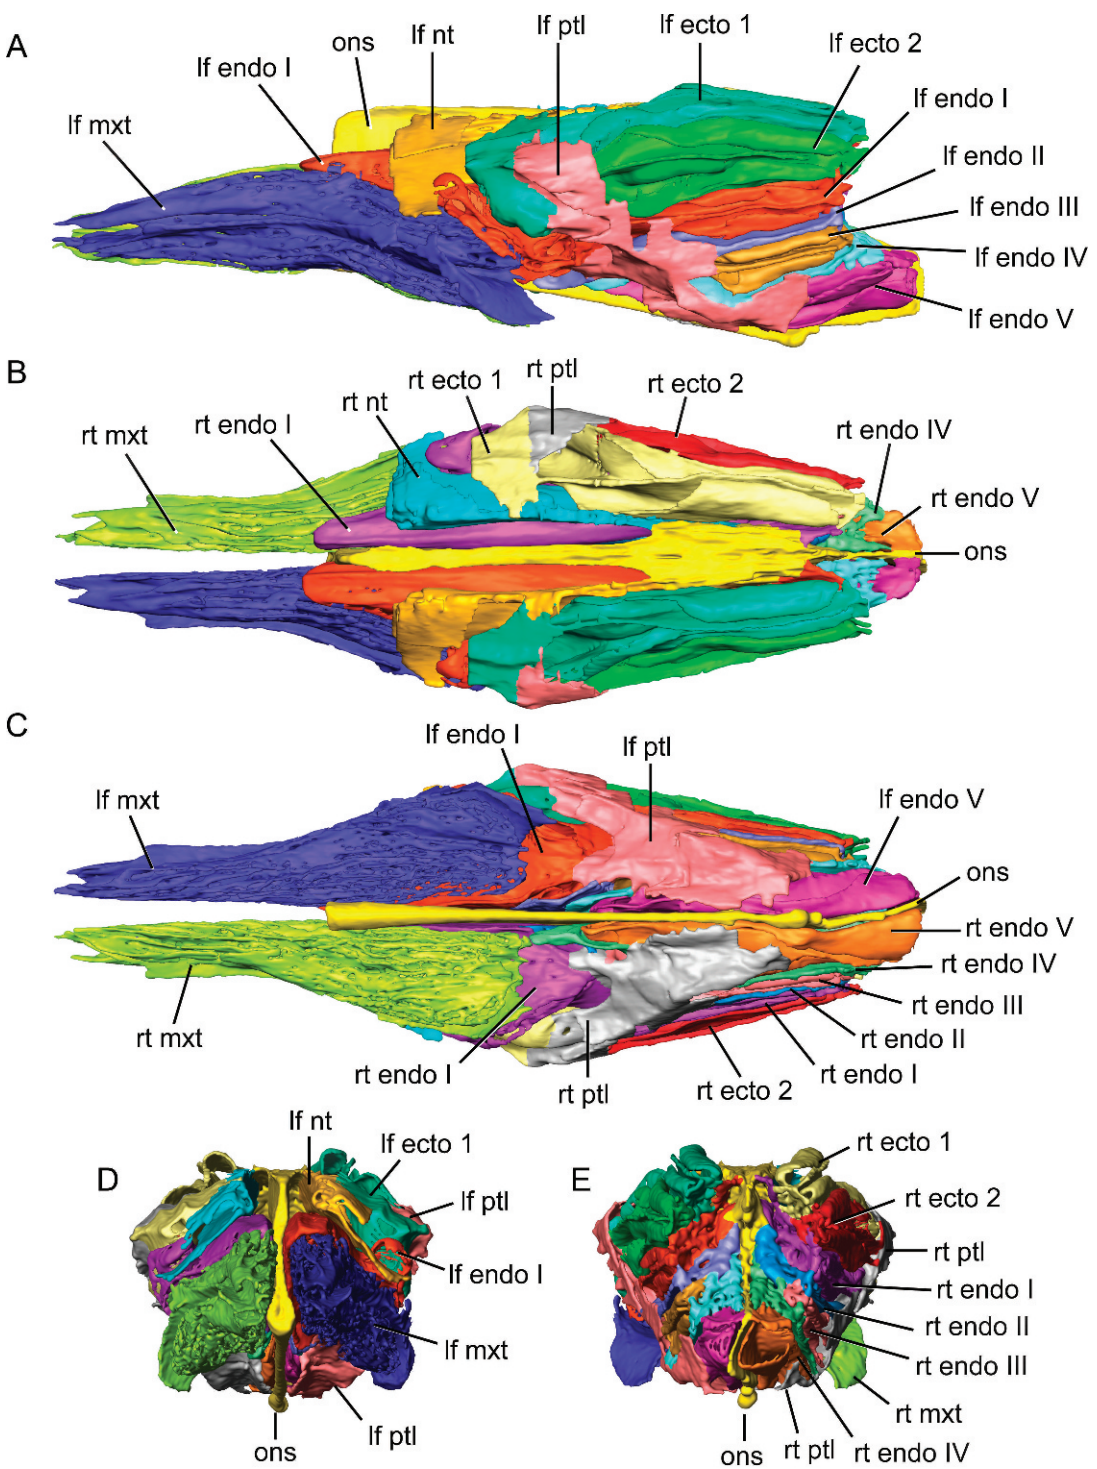 A
lf mxt
lf endo I
ons
lf nt
lf ptl
lf ecto 1
lf ecto 2
lf endo I
lf endo II
lf endo III
lf endo IV
lf endo V
B
rt mxt
rt endo I
rt nt
rt ecto 1
rt ptl
rt ecto 2
rt endo IV
rt endo V
ons
C
lf mxt
lf endo I
lf ptl
lf endo V
ons
rt endo V
rt endo IV
rt endo III
rt endo II
rt endo I
rt ecto 2
rt ptl
rt endo I
rt mxt
D
lf nt
lf ecto 1
lf ptl
lf endo I
lf mxt
lf ptl
ons
E
rt ecto 1
rt ecto 2
rt ptl
rt endo I
rt endo II
rt endo III
rt mxt
rt endo IV
rt ptl
ons